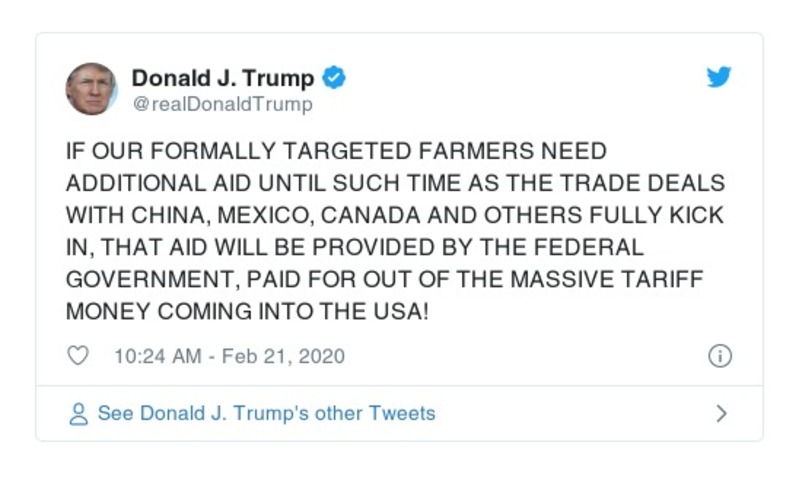 Donald J. Trump
@realDonaldTrump
IF OUR FORMALLY TARGETED FARMERS NEED
ADDITIONAL AID UNTIL SUCH TIME AS THE TRADE DEALS
WITH CHINA, MEXICO, CANADA AND OTHERS FULLY KICK
IN, THAT AID WILL BE PROVIDED BY THE FEDERAL
GOVERNMENT, PAID FOR OUT OF THE MASSIVE TARIFF
MONEY COMING INTO THE USA!
10:24 AM - Feb 21, 2020
See Donald J. Trump's other Tweets